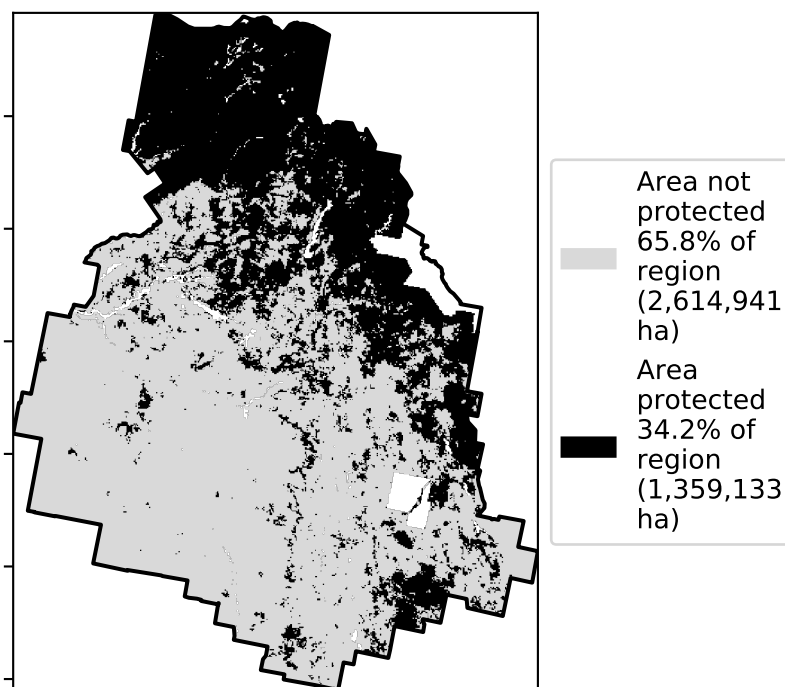 Area not
protected
65.8% of
region
(2,614,941
ha)
Area
protected
34.2% of
region
(1,359,133
ha)